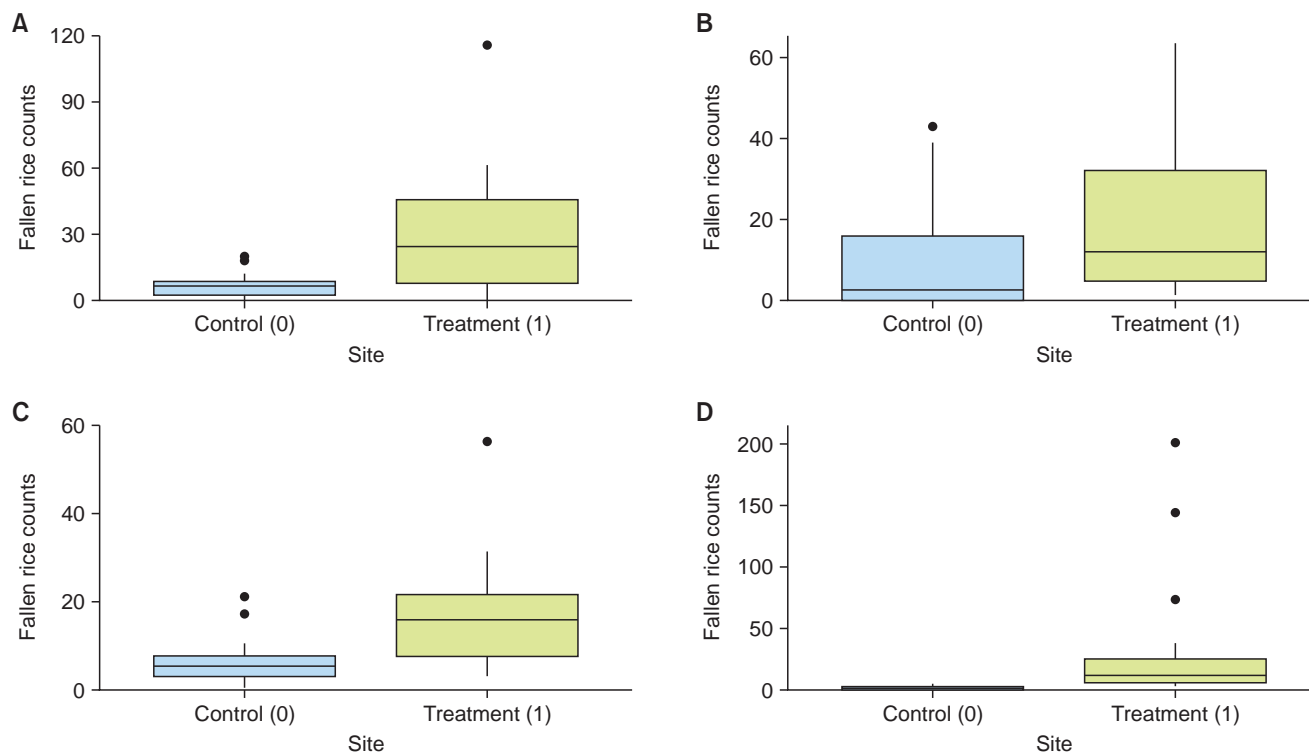 A
Fallen rice counts
120
90
60
30
0
Control (0) Treatment (1)
Site
B
Fallen rice counts
60
40
20
0
Control (0) Treatment (1)
Site
C
Fallen rice counts
60
40
20
0
Control (0) Treatment (1)
Site
D
Fallen rice counts
200
150
100
50
0
Control (0) Treatment (1)
Site